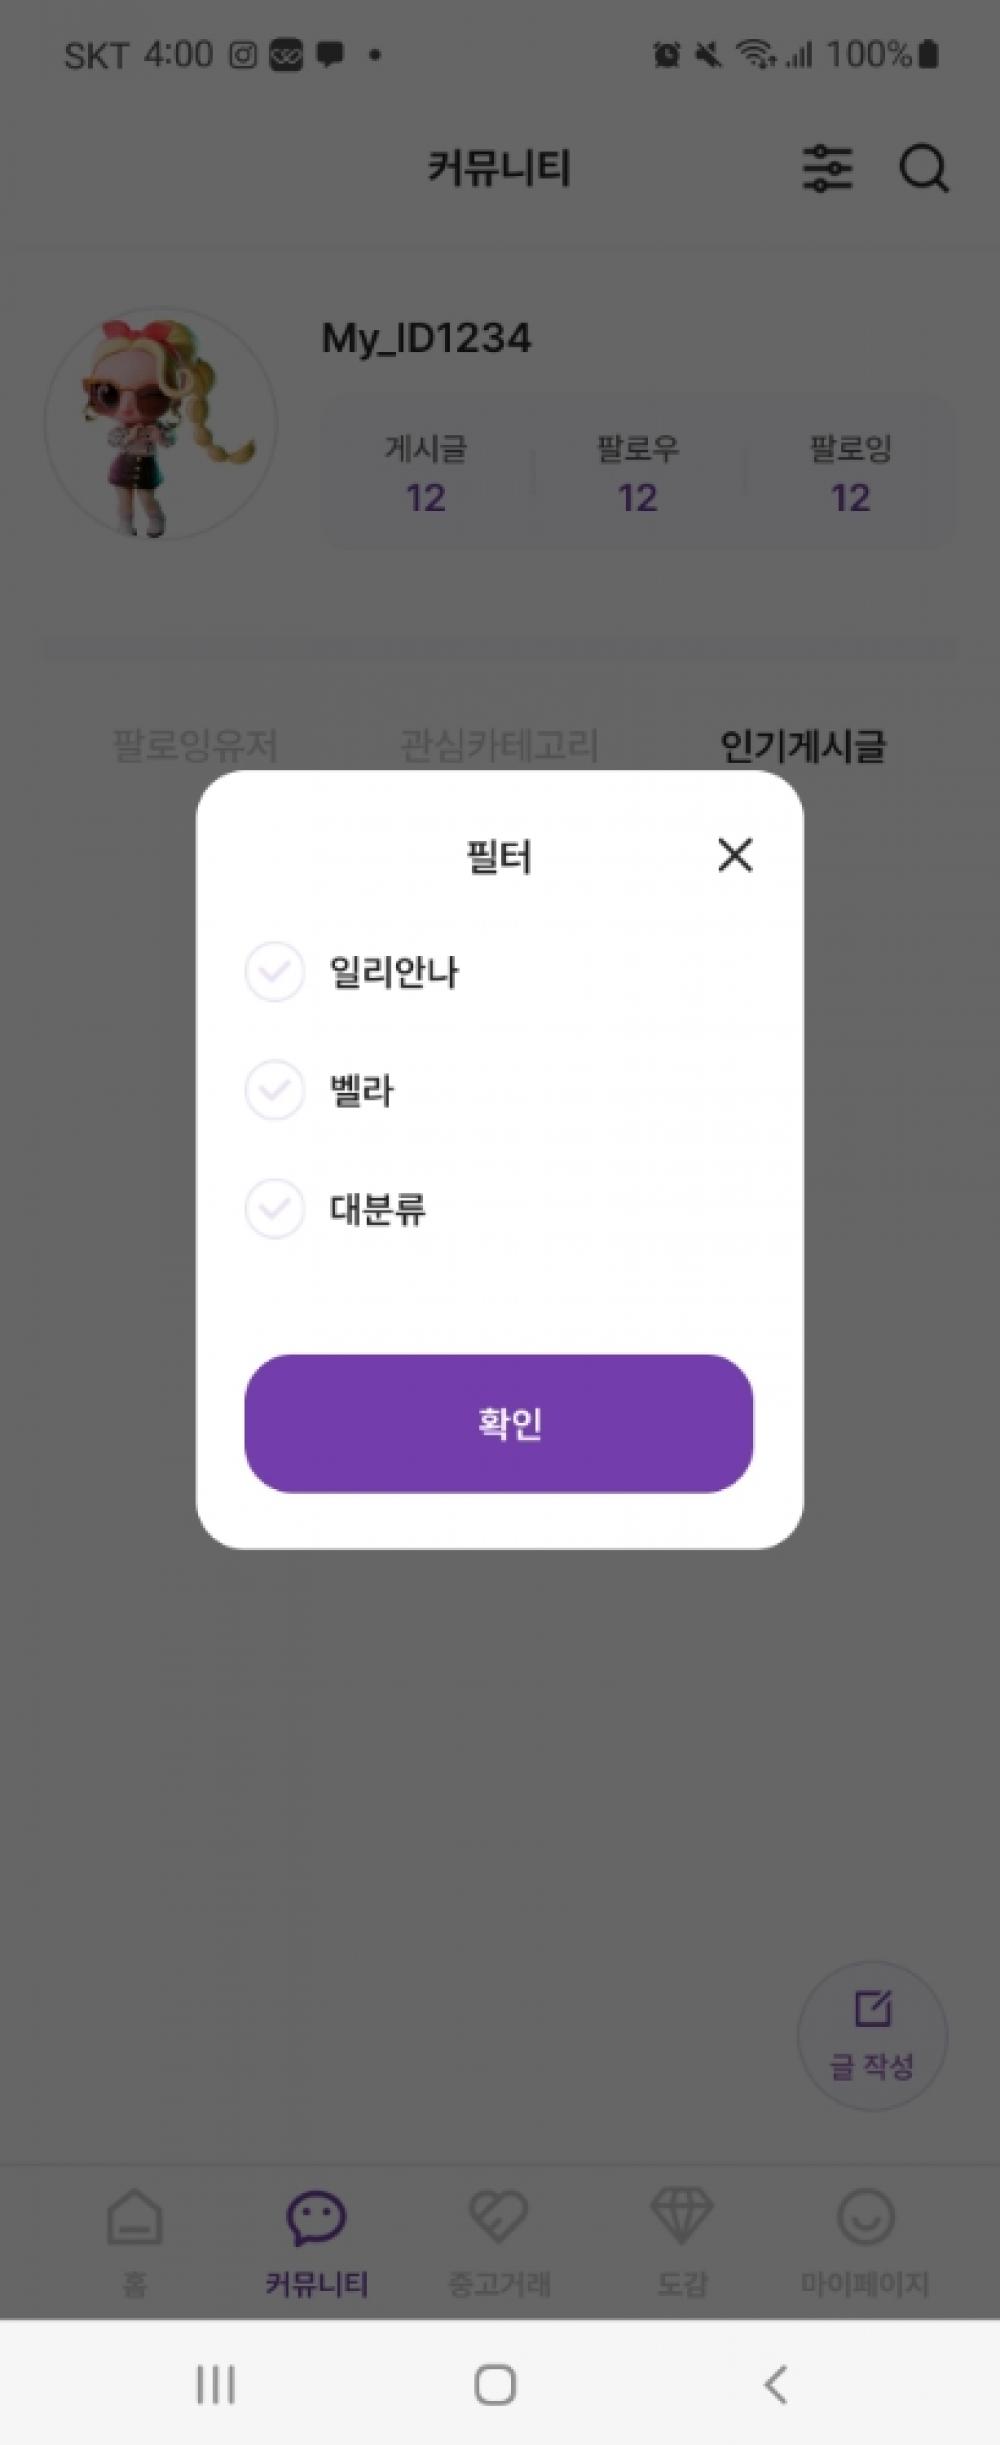 SKT 4:00
100%
커뮤니티
My_ID1234
게시글 팔로우 팔로잉
12 12 12
팔로잉유저 관심카테고리 인기게시글
필터
일리안나
벨라
대분류
확인
글 작성
홈 커뮤니티 중고거래 도감 마이페이지